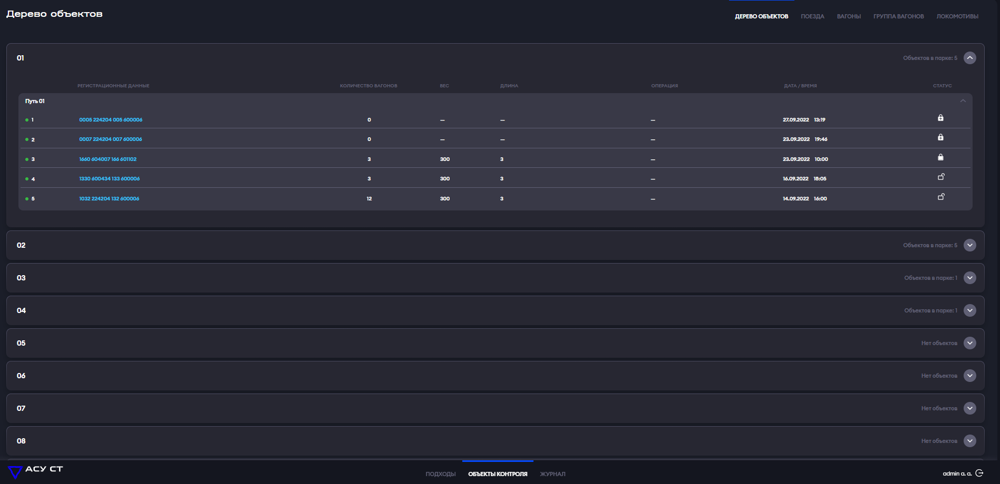 Дерево объектов
ДЕРЕВО ОБЪЕКТОВ ПОЕЗДА ВАГОНЫ ГРУППА ВАГОНОВ ЛОКОМОТИВЫ
01 Объектов в парке: 5
РЕГИСТРАЦИОННЫЕ ДАННЫЕ КОЛИЧЕСТВО ВАГОНОВ ВЕС ДЛИНА ОПЕРАЦИЯ ДАТА / ВРЕМЯ СТАТУС
Путь 01
1 0005 224204 005 600006 0 — — — 27.09.2022 13:19
2 0007 224204 007 600006 0 — — — 23.09.2022 19:46
3 1660 604007 166 601102 3 300 3 — 23.09.2022 10:00
4 1330 600434 133 600006 3 300 3 — 16.09.2022 18:05
5 1032 224204 132 600006 12 300 3 — 14.09.2022 16:00
02 Объектов в парке: 5
03 Объектов в парке: 1
04 Объектов в парке: 1
05 Нет объектов
06 Нет объектов
07 Нет объектов
08 Нет объектов
АСУ СТ
ПОДХОДЫ ОБЪЕКТЫ КОНТРОЛЯ ЖУРНАЛ
admin a. a.